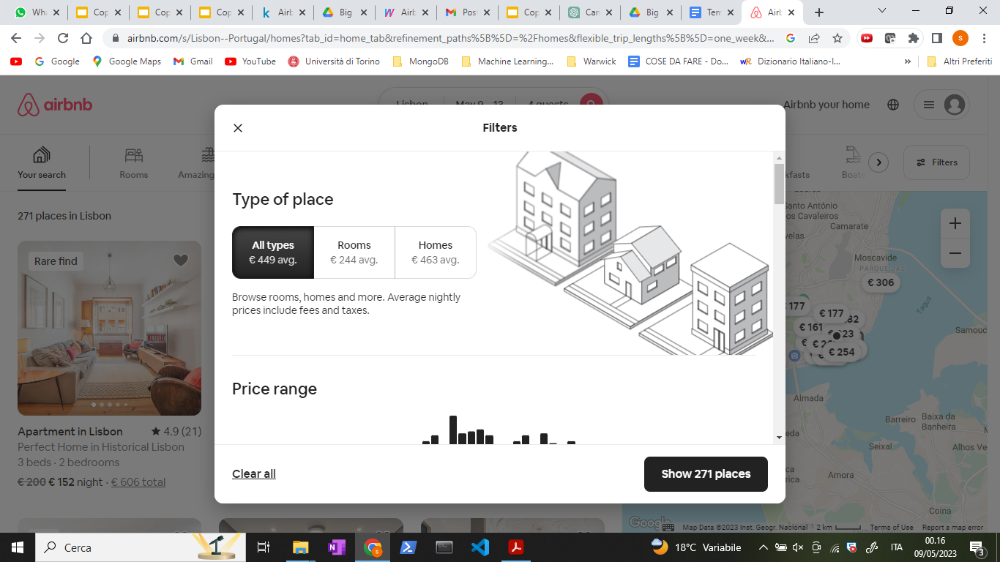 Wha
Cop
Cop
Cop
Airb
Big
Airb
Post
Cop
Can
Big
Tem
Airb
airbnb.com/s/Lisbon--Portugal/homes?tab_id=home_tab&refinement_paths%5B%5D=%2Fhomes&flexible_trip_lengths%5B%5D=one_week&...
S
Google
Google Maps
Gmail
YouTube
Università di Torino
MongoDB
Machine Learning...
Warwick
COSE DA FARE - Do...
wR Dizionario Italiano-I...
»
Altri Preferiti
airbnb
Lisbon
May 9 – 13
4 guests
Airbnb your home
Filters
Your search
Rooms
Amazing
kfasts
Boats
Filters
271 places in Lisbon
Type of place
All types
€ 449 avg.
Rooms
€ 244 avg.
Homes
€ 463 avg.
Browse rooms, homes and more. Average nightly
prices include fees and taxes.
Price range
Clear all
Show 271 places
Rare find
NETFLIX
Apartment in Lisbon
4.9 (21)
Perfect Home in Historical Lisbon
3 beds · 2 bedrooms
€ 200 € 152 night · € 606 total
Santo António
os Cavaleiros
Camarate
velas
Moscavide
PARQUE DAS
€ 306
€ 177
€ 177
€ 161
€ 254
Tagus
Samouc
Almada
Barreiro
Baixa da
Banheira
Seixal
Alhos Ve
Amora
Coina
Google
Map Data ©2023 Inst. Geogr. Nacional
2 km
Terms of Use
Report a map error
Cerca
18°C Variabile
ITA
00.16
09/05/2023
3